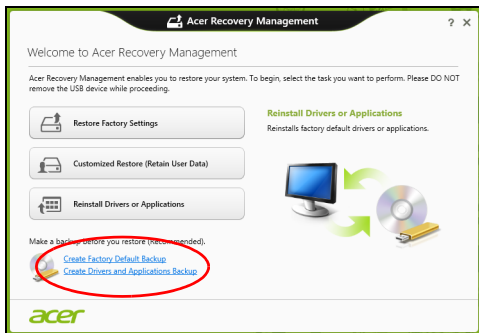 Acer Recovery Management
? X
Welcome to Acer Recovery Management
Acer Recovery Management enables you to restore your system. To begin, select the task you want to perform. Please DO NOT
remove the USB device while proceeding.
Restore Factory Settings
Customized Restore (Retain User Data)
Reinstall Drivers or Applications
Reinstall Drivers or Applications
Reinstalls factory default drivers or applications.
Make a backup before you restore (Recommended).
Create Factory Default Backup
Create Drivers and Applications Backup
acer